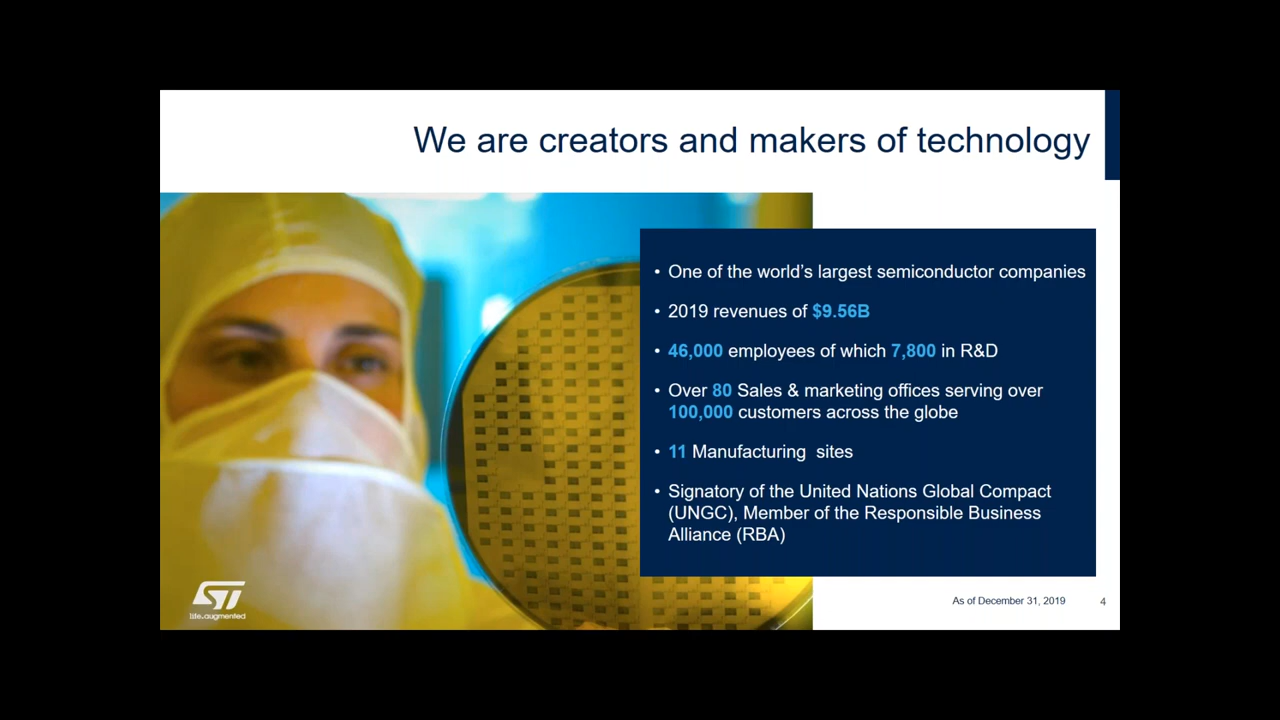 We are creators and makers of technology
• One of the world's largest semiconductor companies
• 2019 revenues of $9.56B
• 46,000 employees of which 7,800 in R&D
• Over 80 Sales & marketing offices serving over
100,000 customers across the globe
• 11 Manufacturing  sites
• Signatory of the United Nations Global Compact
(UNGC), Member of the Responsible Business
Alliance (RBA)
ST
life.augmented
As of December 31, 2019
4